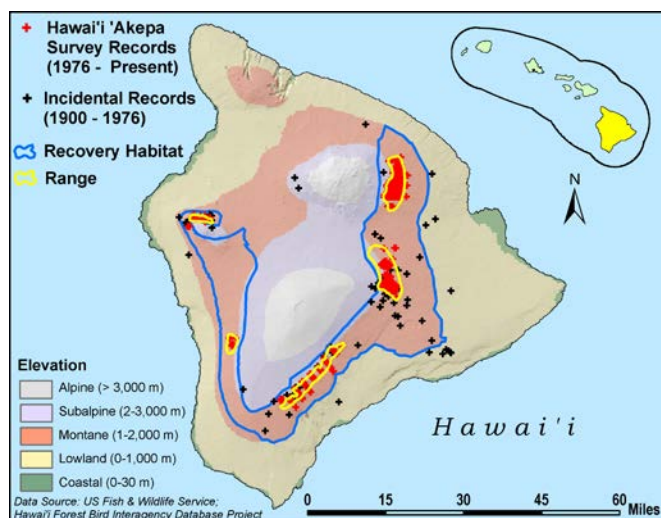 Hawai'i 'Akepa
Survey Records
(1976 - Present)
Incidental Records
(1900 - 1976)
Recovery Habitat
Range
N
Elevation
Alpine (> 3,000 m)
Subalpine (2-3,000 m)
Montane (1-2,000 m)
Lowland (0-1,000 m)
Coastal (0-30 m)
Hawai'i
Data Source: US Fish & Wildlife Service;
Hawai'i Forest Bird Interagency Database Project
0 15 30 45 60
Miles